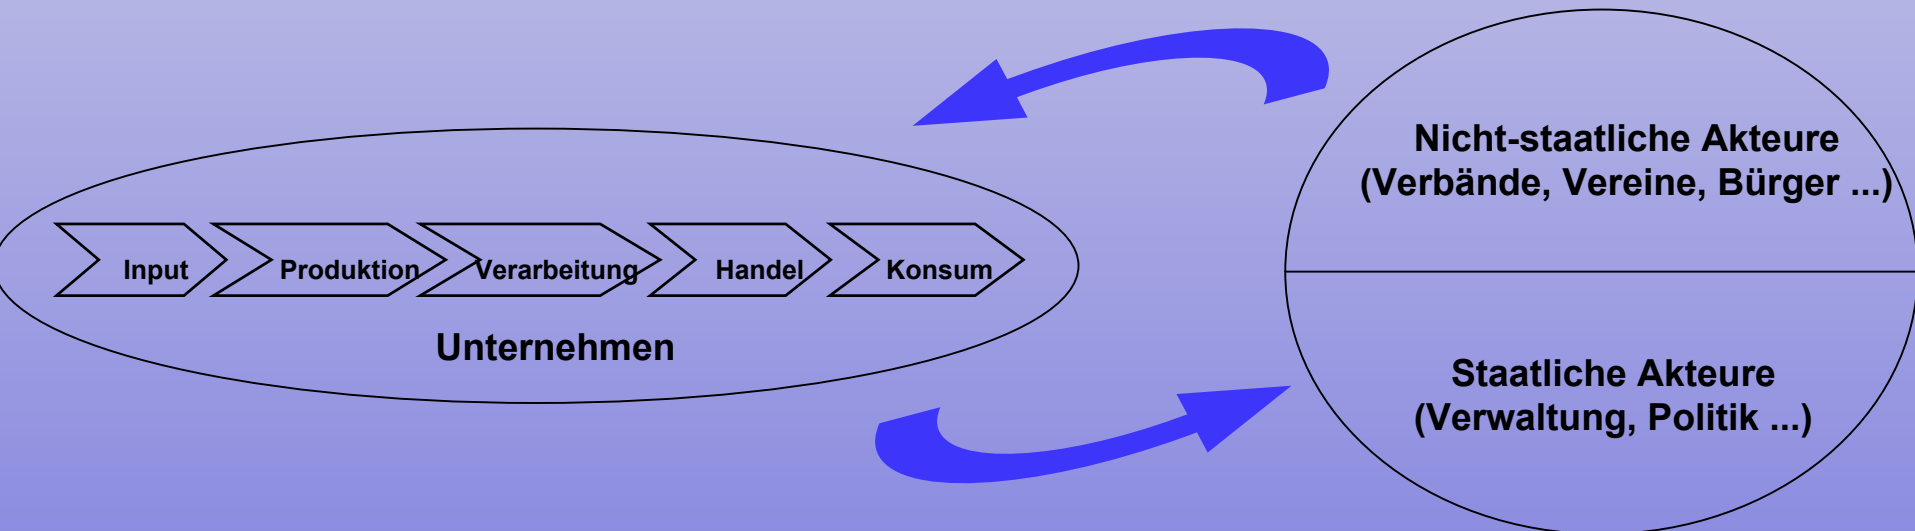 Nicht-staatliche Akteure
(Verbände, Vereine, Bürger ...)
Input
Produktion
Verarbeitung
Handel
Konsum
Unternehmen
Staatliche Akteure
(Verwaltung, Politik ...)